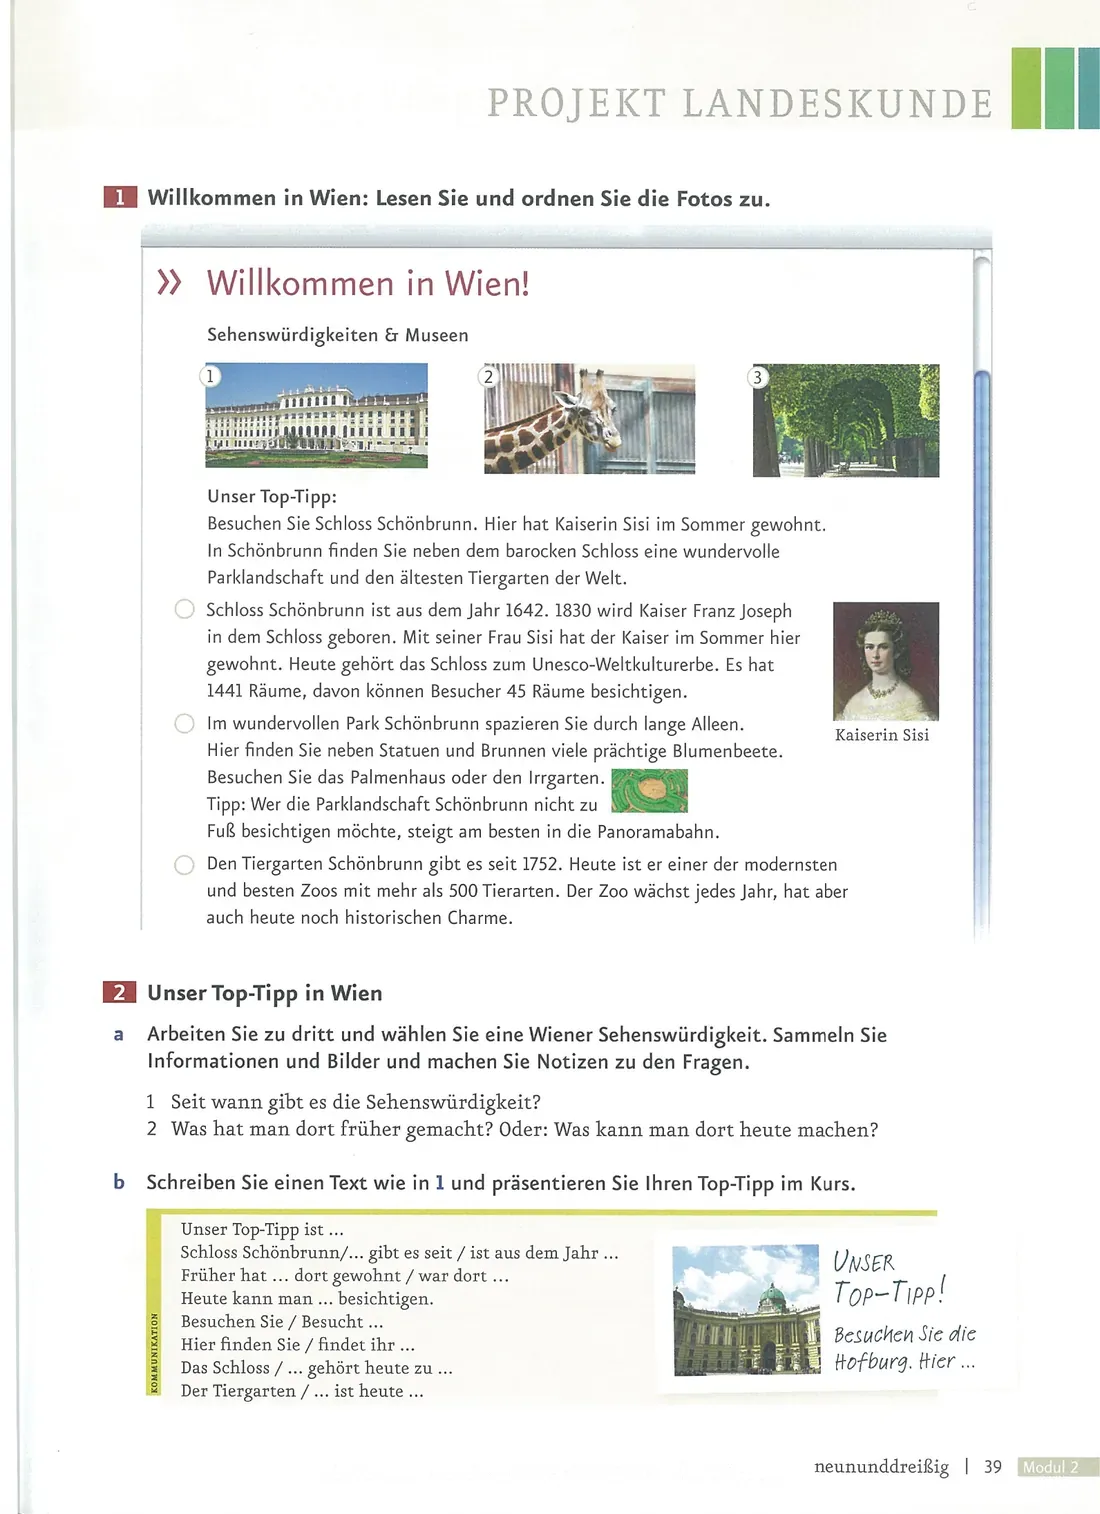 PROJEKT LANDESKUNDE
1 Willkommen in Wien: Lesen Sie und ordnen Sie die Fotos zu.
» Willkommen in Wien!
Sehenswürdigkeiten & Museen
1 2 3
Unser Top-Tipp:
Besuchen Sie Schloss Schönbrunn. Hier hat Kaiserin Sisi im Sommer gewohnt.
In Schönbrunn finden Sie neben dem barocken Schloss eine wundervolle
Parklandschaft und den ältesten Tiergarten der Welt.
Schloss Schönbrunn ist aus dem Jahr 1642. 1830 wird Kaiser Franz Joseph
in dem Schloss geboren. Mit seiner Frau Sisi hat der Kaiser im Sommer hier
gewohnt. Heute gehört das Schloss zum Unesco-Weltkulturerbe. Es hat
1441 Räume, davon können Besucher 45 Räume besichtigen.
Kaiserin Sisi
Im wundervollen Park Schönbrunn spazieren Sie durch lange Alleen.
Hier finden Sie neben Statuen und Brunnen viele prächtige Blumenbeete.
Besuchen Sie das Palmenhaus oder den Irrgarten.
Tipp: Wer die Parklandschaft Schönbrunn nicht zu
Fuß besichtigen möchte, steigt am besten in die Panoramabahn.
Den Tiergarten Schönbrunn gibt es seit 1752. Heute ist er einer der modernsten
und besten Zoos mit mehr als 500 Tierarten. Der Zoo wächst jedes Jahr, hat aber
auch heute noch historischen Charme.
2 Unser Top-Tipp in Wien
a Arbeiten Sie zu dritt und wählen Sie eine Wiener Sehenswürdigkeit. Sammeln Sie
Informationen und Bilder und machen Sie Notizen zu den Fragen.
1 Seit wann gibt es die Sehenswürdigkeit?
2 Was hat man dort früher gemacht? Oder: Was kann man dort heute machen?
b Schreiben Sie einen Text wie in 1 und präsentieren Sie Ihren Top-Tipp im Kurs.
KOMMUNIKATION
Unser Top-Tipp ist ...
Schloss Schönbrunn/... gibt es seit / ist aus dem Jahr ...
Früher hat ... dort gewohnt / war dort ...
Heute kann man ... besichtigen.
Besuchen Sie / Besucht ...
Hier finden Sie / findet ihr ...
Das Schloss / ... gehört heute zu ...
Der Tiergarten / ... ist heute ...
UNSER
TOP-TIPP!
Besuchen Sie die
Hofburg. Hier ...
neununddreißig | 39 Modul 2